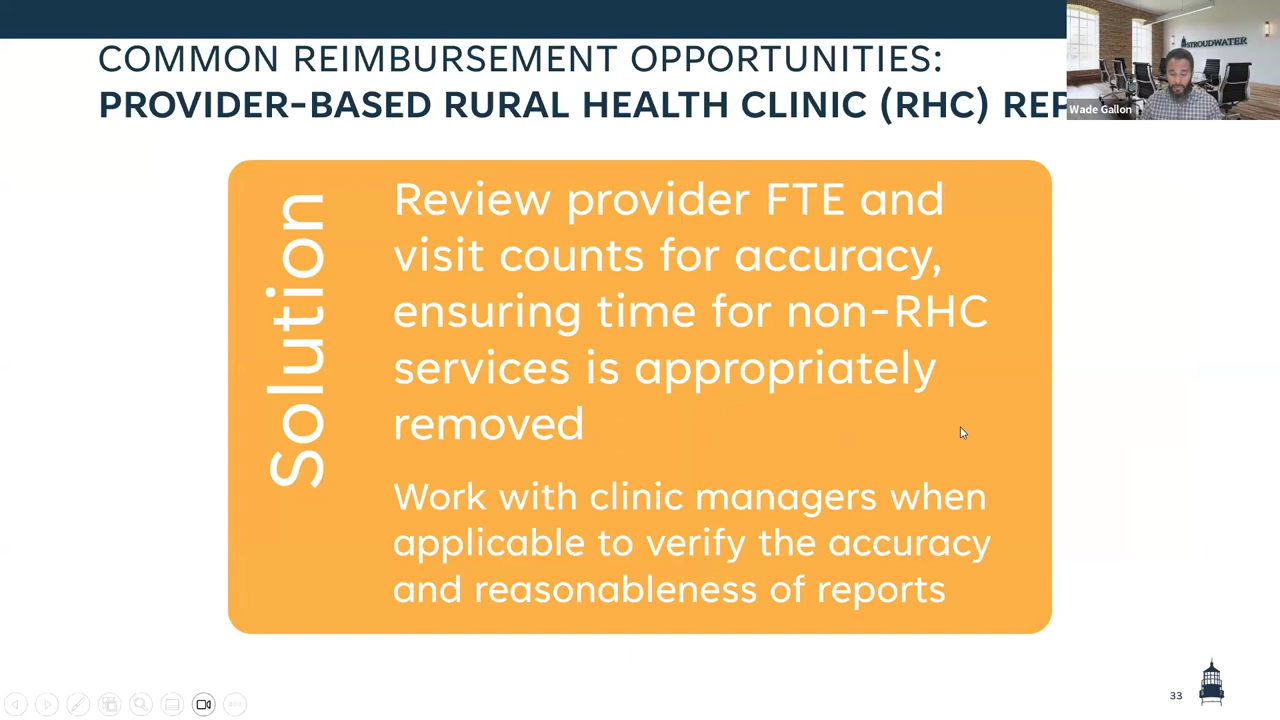 COMMON REIMBURSEMENT OPPORTUNITIES:
PROVIDER-BASED RURAL HEALTH CLINIC (RHC)
STROUDWATER
Wade Gallon
Solution
Review provider FTE and
visit counts for accuracy,
ensuring time for non-RHC
services is appropriately
removed
Work with clinic managers when
applicable to verify the accuracy
and reasonableness of reports
33